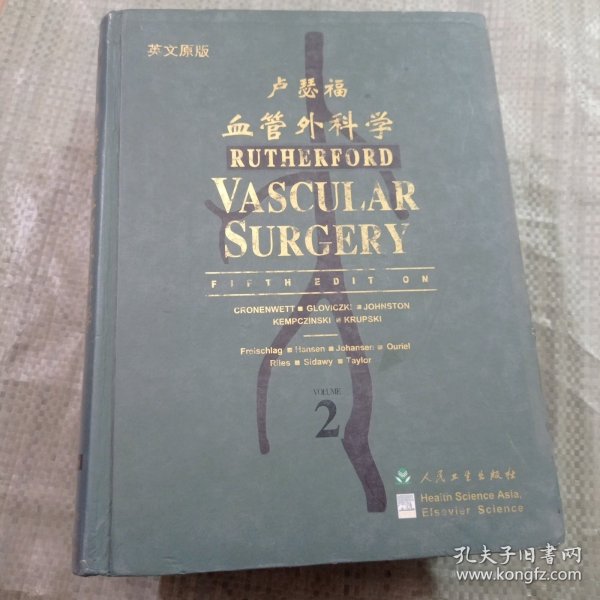 英文原版
卢瑟福
血管外科学
RUTHERFORD
VASCULAR
SURGERY
FIFTH EDITION
CRONENWETT ■ GLOVICZKI ■ JOHNSTON
KEMPCZINSKI ■ KRUPSKI
Freischlag ■ Hansen ■ Johansen ■ Ouriel
Riles ■ Sidawy ■ Taylor
VOLUME
2
人民卫生出版社
Health Science Asia,
Elsevier Science
孔夫子旧书网
www.kongfz.com